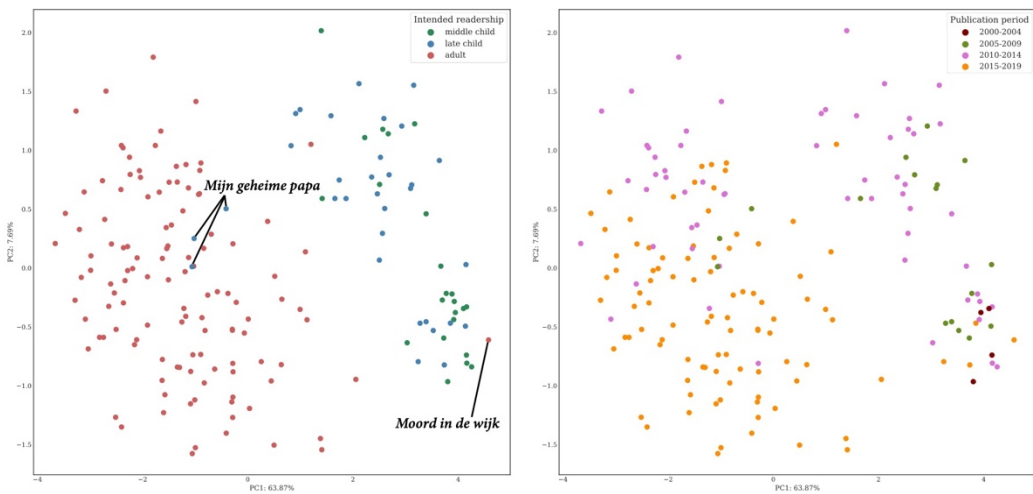 Intended readership
middle child
late child
adult
2.0
1.5
1.0
0.5
0.0
−0.5
−1.0
−1.5
PC2: 7.69%
−4
−2
0
2
4
PC1: 63.87%
Mijn geheime papa
Moord in de wijk
Publication period
2000-2004
2005-2009
2010-2014
2015-2019
2.0
1.5
1.0
0.5
0.0
−0.5
−1.0
−1.5
PC2: 7.69%
−4
−2
0
2
4
PC1: 63.87%